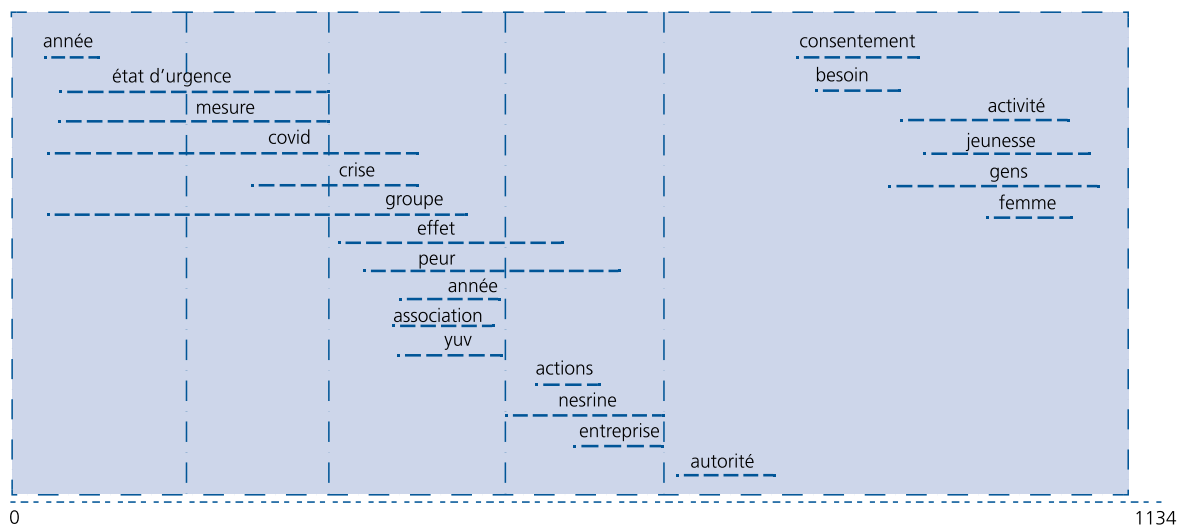 année
consentement
état d’urgence
besoin
mesure
activité
covid
jeunesse
crise
gens
groupe
femme
effet
peur
année
association
yuv
actions
nesrine
entreprise
autorité
0
1134